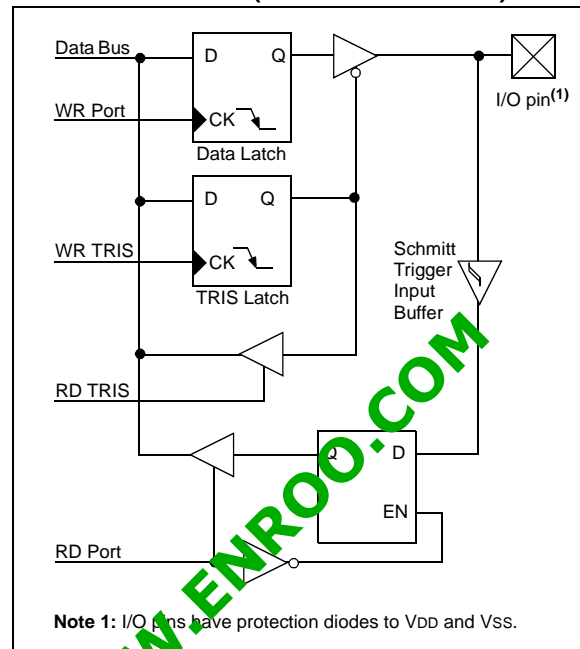 Data Bus
D Q
I/O pin(1)
WR Port
CK
Data Latch
D Q
WR TRIS
CK
TRIS Latch
Schmitt
Trigger
Input
Buffer
RD TRIS
Q D
EN
RD Port
Note 1: I/O pins have protection diodes to VDD and VSS.
W.ENROO.COM